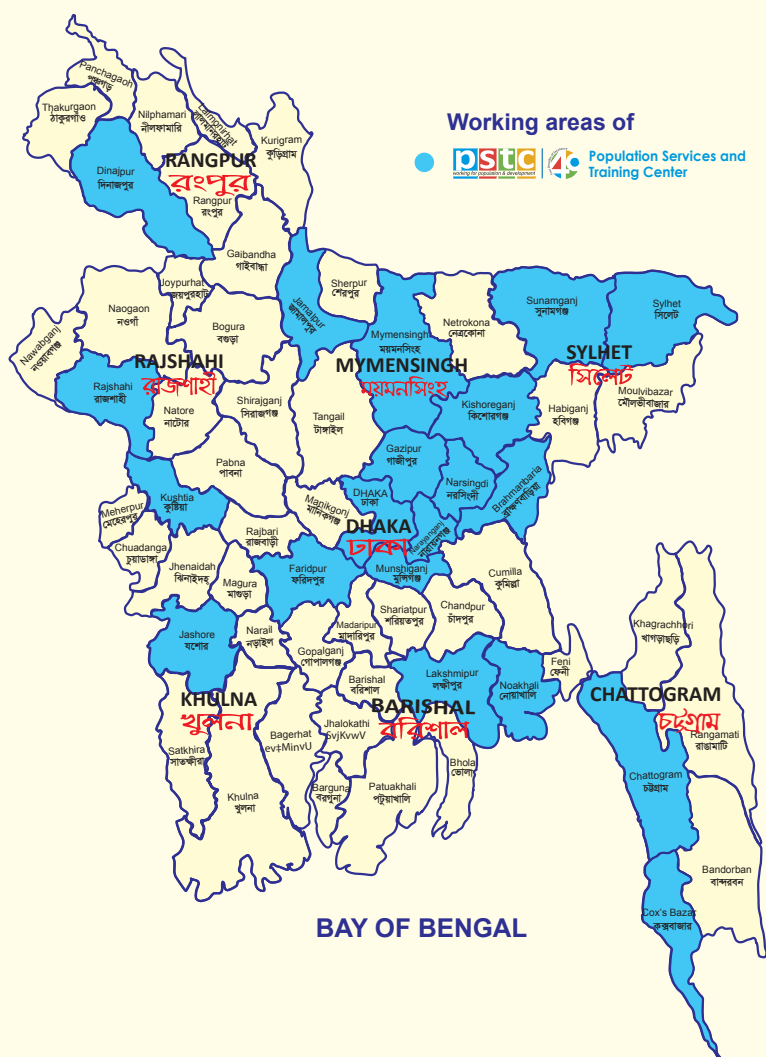 Working areas of
pstc
working for population & development
Population Services and
Training Center
Panchagaoh
পঞ্চগড়
Thakurgaon
ঠাকুরগাঁও
Nilphamari
নীলফামারি
Lalmonirhat
লালমনিরহাট
Kurigram
কুড়িগ্রাম
Dinajpur
দিনাজপুর
RANGPUR
রংপুর
Rangpur
রংপুর
Gaibandha
গাইবান্ধা
Joypurhat
জয়পুরহাট
Naogaon
নওগাঁ
Nawabganj
নওয়াবগঞ্জ
Bogura
বগুড়া
Jamalpur
জামালপুর
Sherpur
শেরপুর
Mymensingh
ময়মনসিংহ
Netrokona
নেত্রকোনা
Sunamganj
সুনামগঞ্জ
Sylhet
সিলেট
RAJSHAHI
রাজশাহী
Rajshahi
রাজশাহী
Natore
নাটোর
Shirajganj
সিরাজগঞ্জ
Tangail
টাঙ্গাইল
MYMENSINGH
ময়মনসিংহ
SYLHET
সিলেট
Kishoreganj
কিশোরগঞ্জ
Habiganj
হবিগঞ্জ
Moulvibazar
মৌলভীবাজার
Pabna
পাবনা
Gazipur
গাজীপুর
Narsingdi
নরসিংদী
Brahmanbaria
ব্রাহ্মণবাড়িয়া
Kushtia
কুষ্টিয়া
Meherpur
মেহেরপুর
Manikgonj
মানিকগঞ্জ
DHAKA
ঢাকা
DHAKA
ঢাকা
Narayanganj
নারায়নগঞ্জ
Chuadanga
চুয়াডাঙ্গা
Jhenaidah
ঝিনাইদহ
Rajbari
রাজবাড়ী
Magura
মাগুড়া
Faridpur
ফরিদপুর
Munshiganj
মুন্সিগঞ্জ
Cumilla
কুমিল্লা
Jashore
যশোর
Narail
নড়াইল
Gopalganj
গোপালগঞ্জ
Madaripur
মাদারিপুর
Shariatpur
শরিয়তপুর
Chandpur
চাঁদপুর
Khagrachhori
খাগড়াছড়ি
Feni
ফেনী
Barishal
বরিশাল
Lakshmipur
লক্ষীপুর
Noakhali
নোয়াখালি
KHULNA
খুলনা
BARISHAL
বরিশাল
CHATTOGRAM
চট্টগ্রাম
Rangamati
রাঙামাটি
Satkhira
সাতক্ষীরা
Bagerhat
ev‡MinvU
Jhalokathi
SvjKvwV
Khulna
খুলনা
Barguna
বরগুনা
Patuakhali
পটুয়াখালি
Bhola
ভোলা
Chattogram
চট্টগ্রাম
Bandorban
বান্দরবন
Cox's Bazar
কক্সবাজার
BAY OF BENGAL